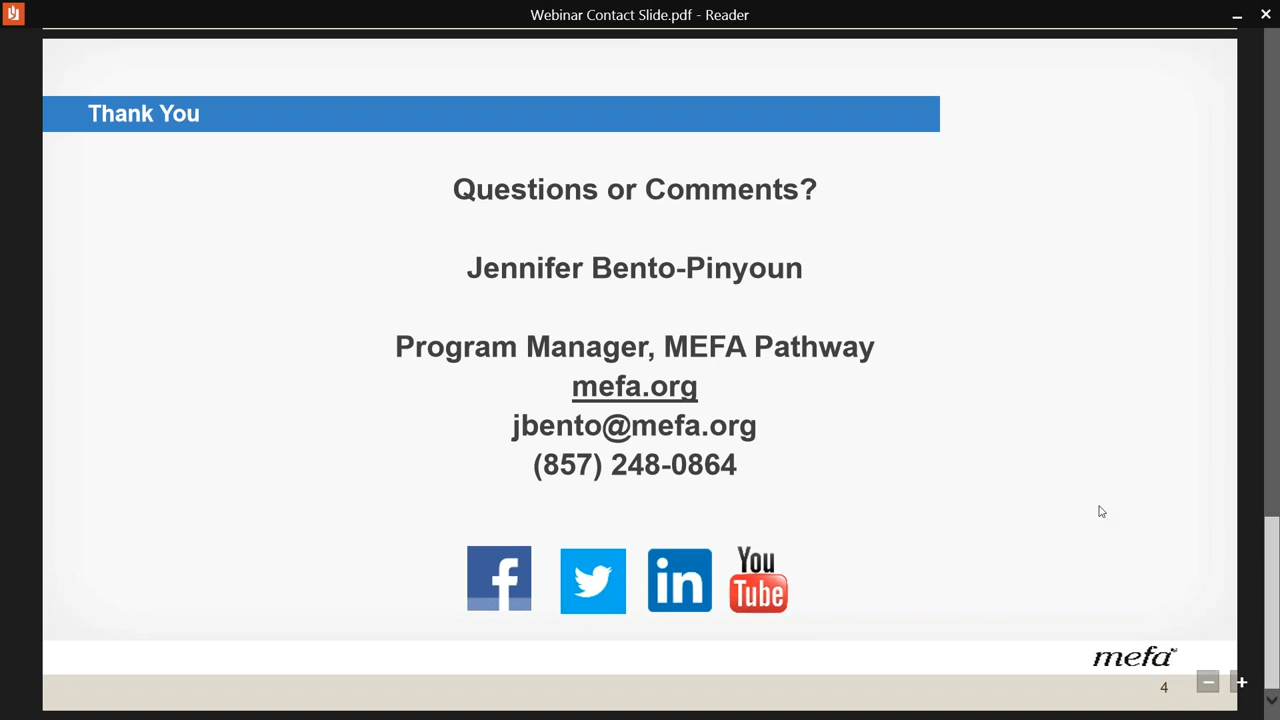 Webinar Contact Slide.pdf - Reader
Thank You
Questions or Comments?
Jennifer Bento-Pinyoun
Program Manager, MEFA Pathway
mefa.org
jbento@mefa.org
(857) 248-0864
f
in
You
Tube
mefa
4